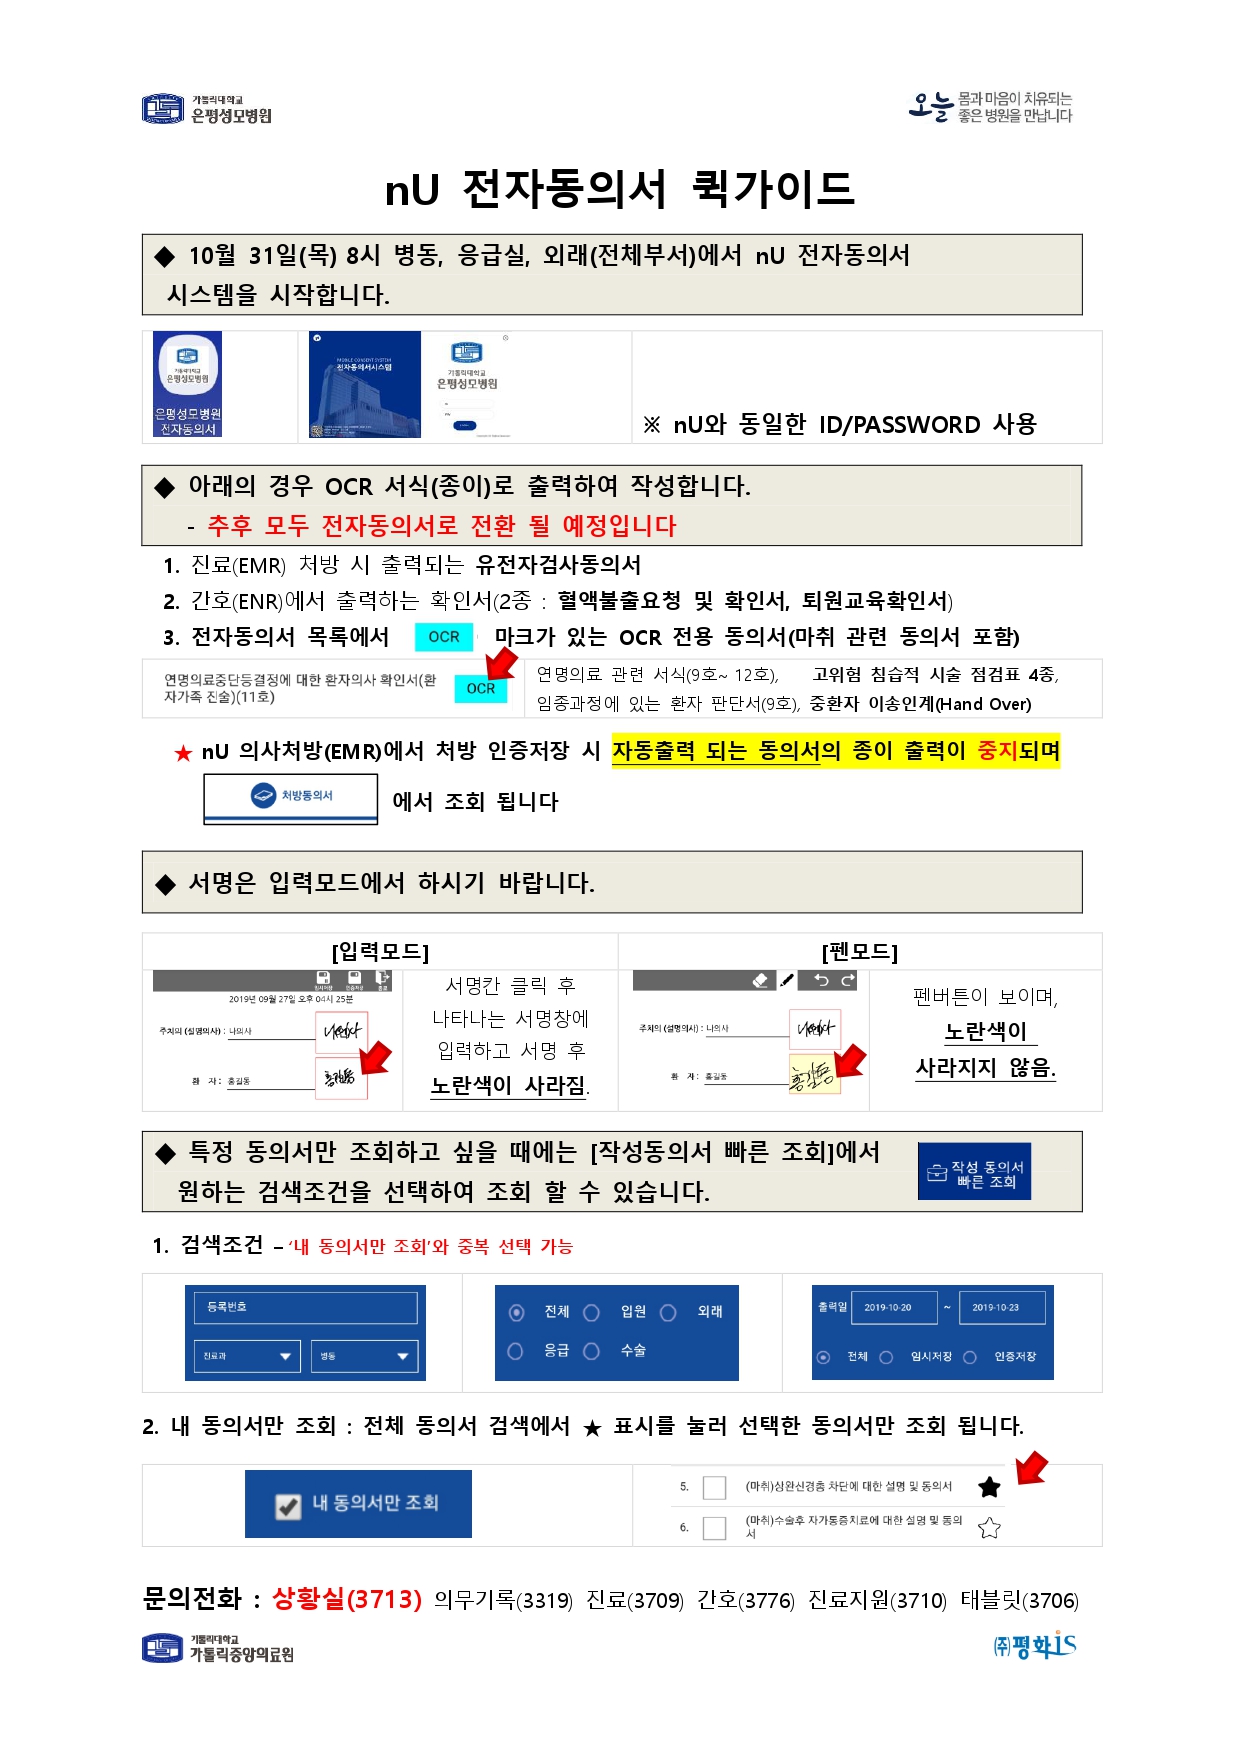 가톨릭대학교
은평성모병원
오늘 몸과 마음이 치유되는
좋은 병원을 만납니다
nU 전자동의서 퀵가이드
◆ 10월 31일(목) 8시 병동, 응급실, 외래(전체부서)에서 nU 전자동의서
시스템을 시작합니다.
가톨릭대학교
은평성모병원
은평성모병원
전자동의서
MOBILE CONSENT SYSTEM
전자동의서시스템
가톨릭대학교
은평성모병원
※ nU와 동일한 ID/PASSWORD 사용
◆ 아래의 경우 OCR 서식(종이)로 출력하여 작성합니다.
- 추후 모두 전자동의서로 전환 될 예정입니다
1. 진료(EMR) 처방 시 출력되는 유전자검사동의서
2. 간호(ENR)에서 출력하는 확인서(2종 : 혈액불출요청 및 확인서, 퇴원교육확인서)
3. 전자동의서 목록에서 OCR 마크가 있는 OCR 전용 동의서(마취 관련 동의서 포함)
연명의료중단등결정에 대한 환자의사 확인서(환
자가족 진술)(11호)
OCR
연명의료 관련 서식(9호~ 12호), 고위험 침습적 시술 점검표 4종,
임종과정에 있는 환자 판단서(9호), 중환자 이송인계(Hand Over)
★ nU 의사처방(EMR)에서 처방 인증저장 시 자동출력 되는 동의서의 종이 출력이 중지되며
처방동의서 에서 조회 됩니다
◆ 서명은 입력모드에서 하시기 바랍니다.
[입력모드]
[펜모드]
임시저장 인증저장 종료
2019년 09월 27일 오후 04시 25분
주치의 (설명의사) : 나의사
나의사
환 자 : 홍길동
홍길동
서명칸 클릭 후
나타나는 서명창에
입력하고 서명 후
노란색이 사라짐.
주치의 (설명의사) : 나의사
나의사
환 자 : 홍길동
홍길동
펜버튼이 보이며,
노란색이
사라지지 않음.
◆ 특정 동의서만 조회하고 싶을 때에는 [작성동의서 빠른 조회]에서
원하는 검색조건을 선택하여 조회 할 수 있습니다.
작성 동의서
빠른 조회
1. 검색조건 – ‘내 동의서만 조회’와 중복 선택 가능
등록번호
진료과 병동
전체 입원 외래
응급 수술
출력일 2019-10-20 ~ 2019-10-23
전체 임시저장 인증저장
2. 내 동의서만 조회 : 전체 동의서 검색에서 ★ 표시를 눌러 선택한 동의서만 조회 됩니다.
내 동의서만 조회
5. (마취)상완신경총 차단에 대한 설명 및 동의서 ★
6. (마취)수술후 자가통증치료에 대한 설명 및 동의
서 ☆
문의전화 : 상황실(3713) 의무기록(3319) 진료(3709) 간호(3776) 진료지원(3710) 태블릿(3706)
가톨릭대학교
가톨릭중앙의료원
㈜평화is